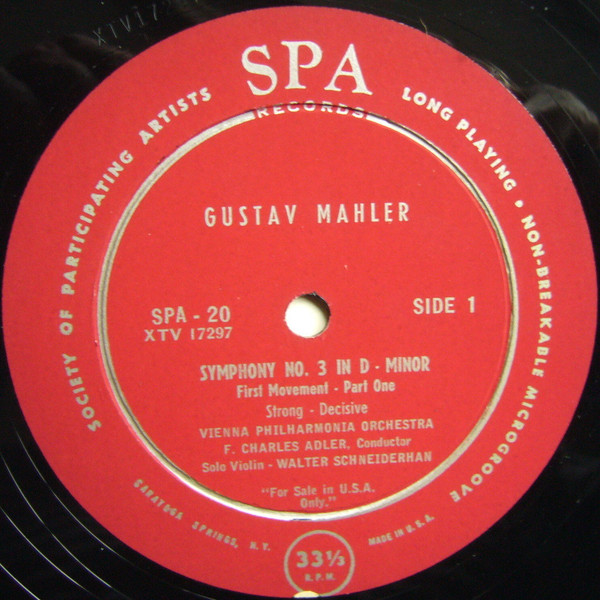 XTV 17
SPA
RECORDS
SOCIETY OF PARTICIPATING ARTISTS
LONG PLAYING • NON-BREAKABLE MICROGROOVE
GUSTAV MAHLER
SPA - 20
XTV 17297
SIDE 1
SYMPHONY NO. 3 IN D - MINOR
First Movement - Part One
Strong - Decisive
VIENNA PHILHARMONIA ORCHESTRA
F. CHARLES ADLER, Conductor
Solo Violin - WALTER SCHNEIDERHAN
"For Sale in U.S.A.
Only."
SARATOGA SPRINGS, N. Y.
33⅓
R.P.M.
MADE IN U.S.A.